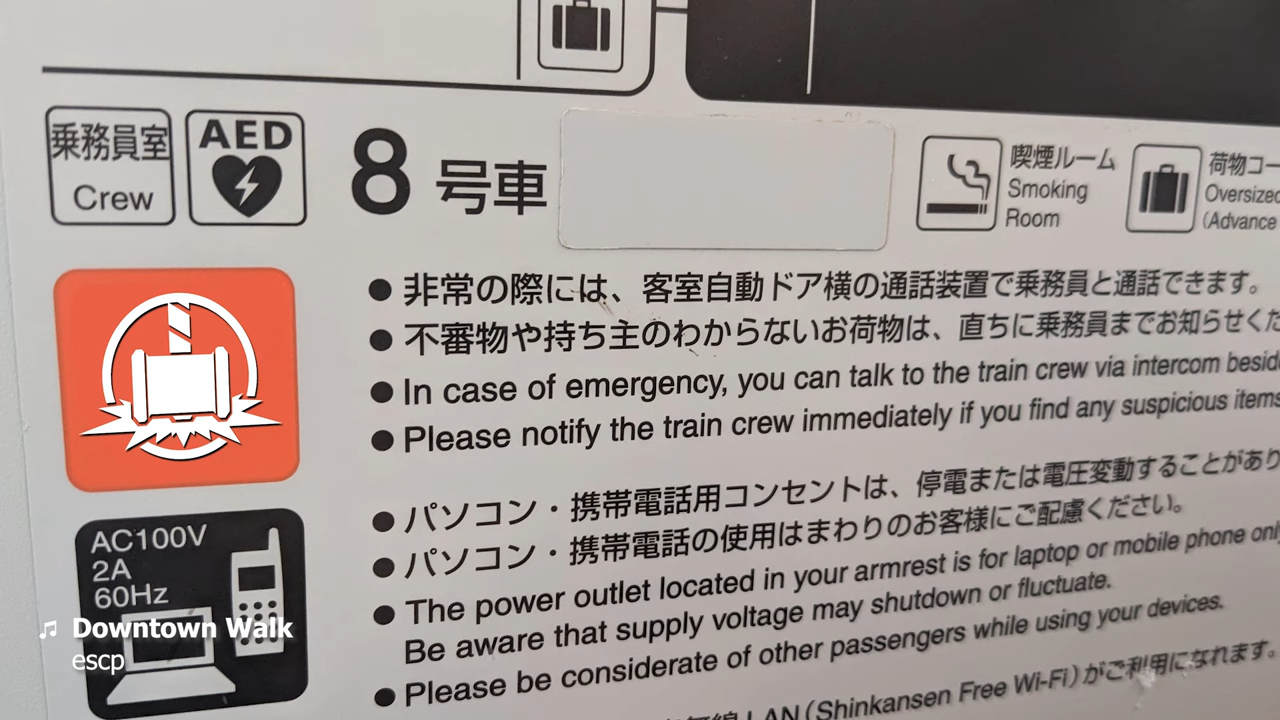 乗務員室
Crew
AED
8号車
喫煙ルーム
Smoking
Room
荷物コー
Oversized
(Advance
● 非常の際には、客室自動ドア横の通話装置で乗務員と通話できます。
● 不審物や持ち主のわからないお荷物は、直ちに乗務員までお知らせくだ
● In case of emergency, you can talk to the train crew via intercom beside
● Please notify the train crew immediately if you find any suspicious items
AC100V
2A
60Hz
● パソコン・携帯電話用コンセントは、停電または電圧変動することがあり
● パソコン・携帯電話の使用はまわりのお客様にご配慮ください。
● The power outlet located in your armrest is for laptop or mobile phone only
Be aware that supply voltage may shutdown or fluctuate.
● Please be considerate of other passengers while using your devices.
無線LAN(Shinkansen Free Wi-Fi)がご利用になれます。
♫ Downtown Walk
escp